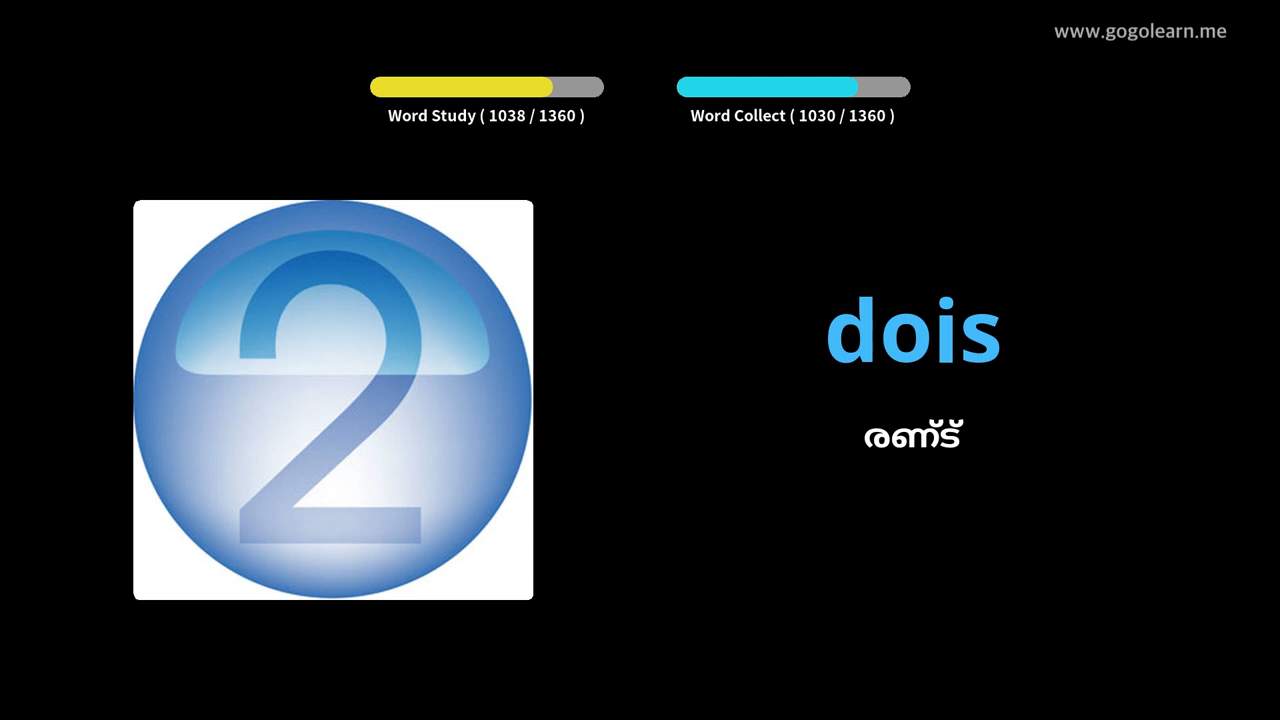 www.gogolearn.me
Word Study ( 1038 / 1360 )
Word Collect ( 1030 / 1360 )
2
dois
രണ്ട്